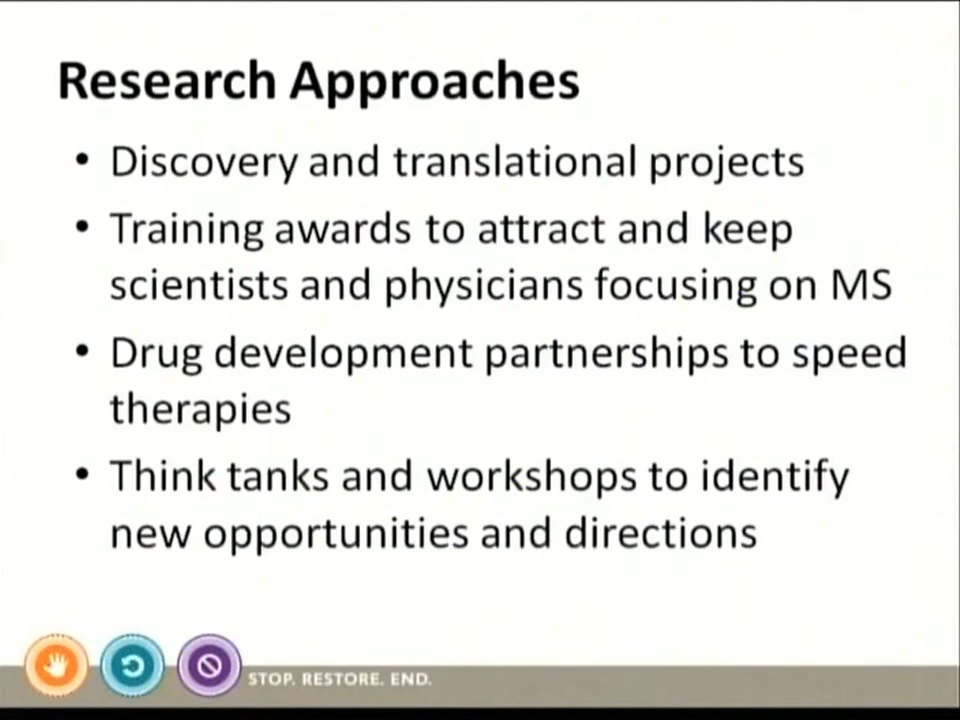 Research Approaches
• Discovery and translational projects
• Training awards to attract and keep
scientists and physicians focusing on MS
• Drug development partnerships to speed
therapies
• Think tanks and workshops to identify
new opportunities and directions
STOP. RESTORE. END.